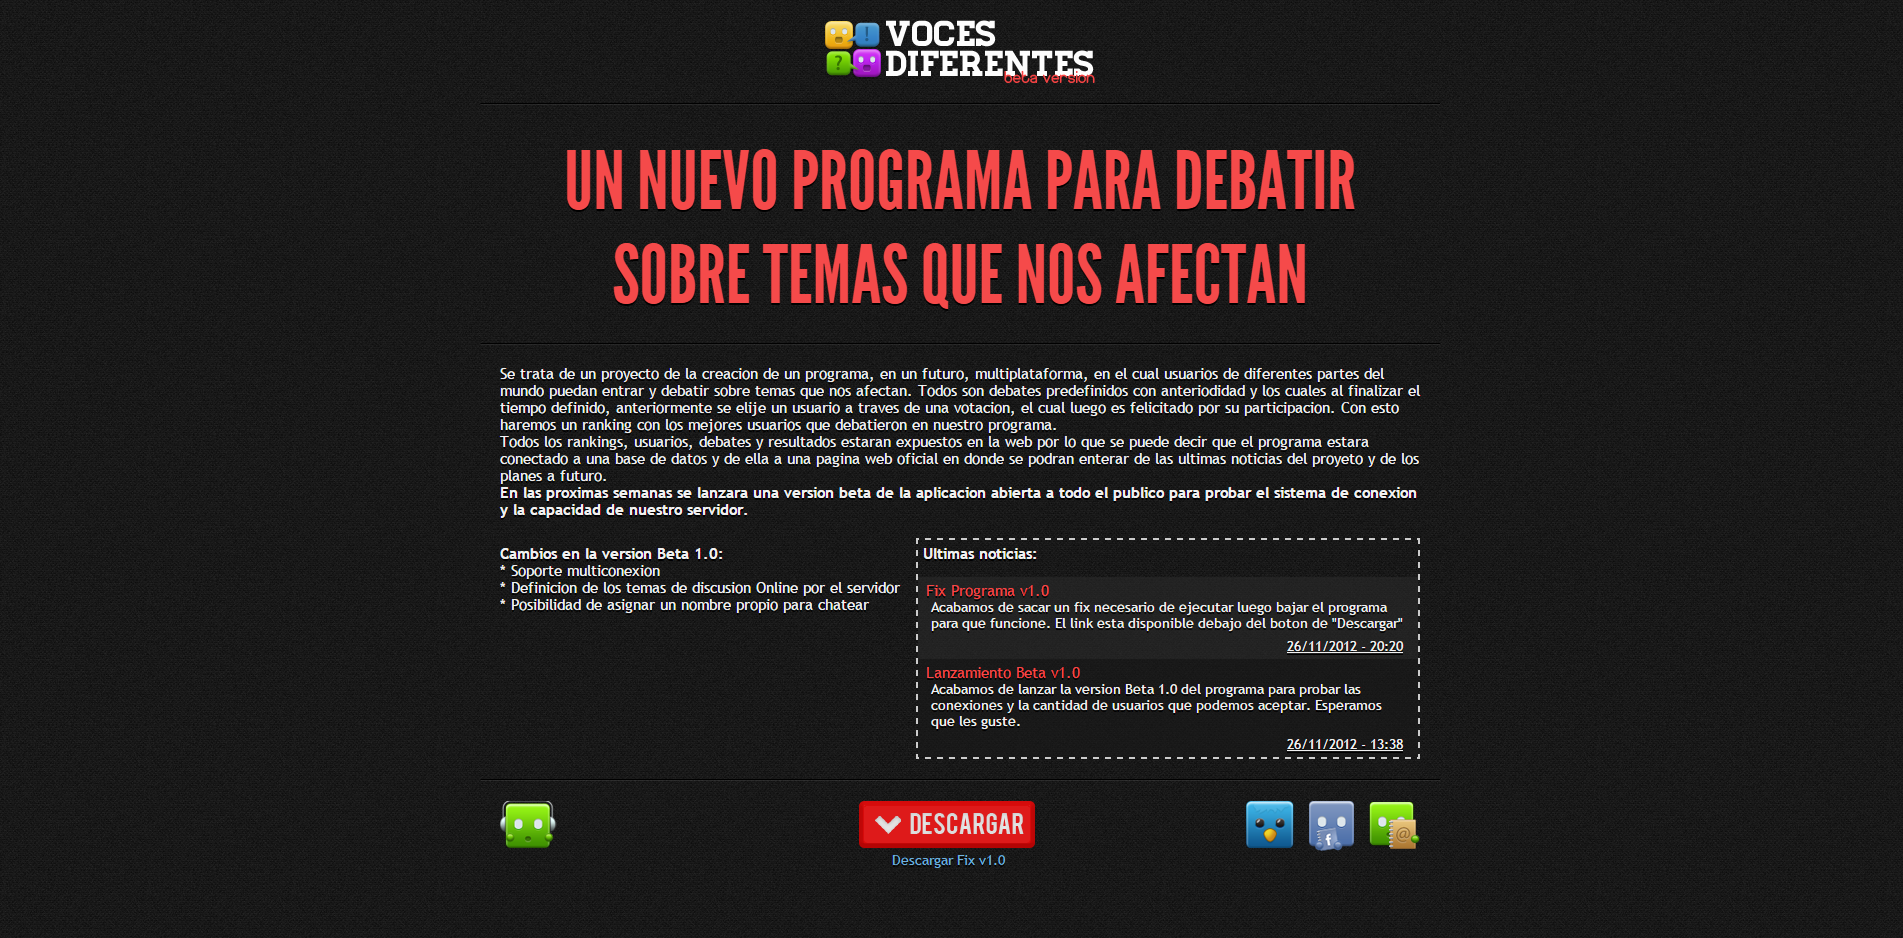 VOCES
DIFERENTES
beta version
UN NUEVO PROGRAMA PARA DEBATIR
SOBRE TEMAS QUE NOS AFECTAN
Se trata de un proyecto de la creacion de un programa, en un futuro, multiplataforma, en el cual usuarios de diferentes partes del
mundo puedan entrar y debatir sobre temas que nos afectan. Todos son debates predefinidos con anteriodidad y los cuales al finalizar el
tiempo definido, anteriormente se elije un usuario a traves de una votacion, el cual luego es felicitado por su participacion. Con esto
haremos un ranking con los mejores usuarios que debatieron en nuestro programa.
Todos los rankings, usuarios, debates y resultados estaran expuestos en la web por lo que se puede decir que el programa estara
conectado a una base de datos y de ella a una pagina web oficial en donde se podran enterar de las ultimas noticias del proyeto y de los
planes a futuro.
En las proximas semanas se lanzara una version beta de la aplicacion abierta a todo el publico para probar el sistema de conexion
y la capacidad de nuestro servidor.
Cambios en la version Beta 1.0:
* Soporte multiconexion
* Definicion de los temas de discusion Online por el servidor
* Posibilidad de asignar un nombre propio para chatear
Ultimas noticias:
Fix Programa v1.0
Acabamos de sacar un fix necesario de ejecutar luego bajar el programa
para que funcione. El link esta disponible debajo del boton de "Descargar"
26/11/2012 - 20:20
Lanzamiento Beta v1.0
Acabamos de lanzar la version Beta 1.0 del programa para probar las
conexiones y la cantidad de usuarios que podemos aceptar. Esperamos
que les guste.
26/11/2012 - 13:38
DESCARGAR
Descargar Fix v1.0